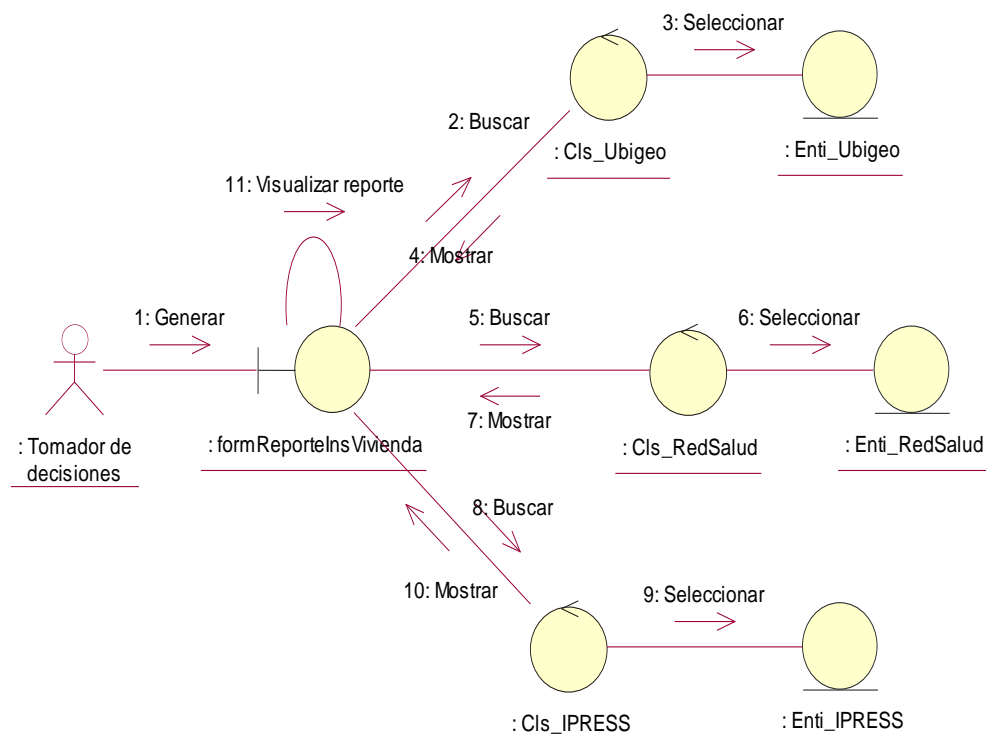 3: Seleccionar
2: Buscar
: Cls_Ubigeo
: Enti_Ubigeo
11: Visualizar reporte
4: Mostrar
1: Generar
5: Buscar
6: Seleccionar
7: Mostrar
: Tomador de
decisiones
: formReporteInsVivienda
: Cls_RedSalud
: Enti_RedSalud
8: Buscar
10: Mostrar
9: Seleccionar
: Cls_IPRESS
: Enti_IPRESS